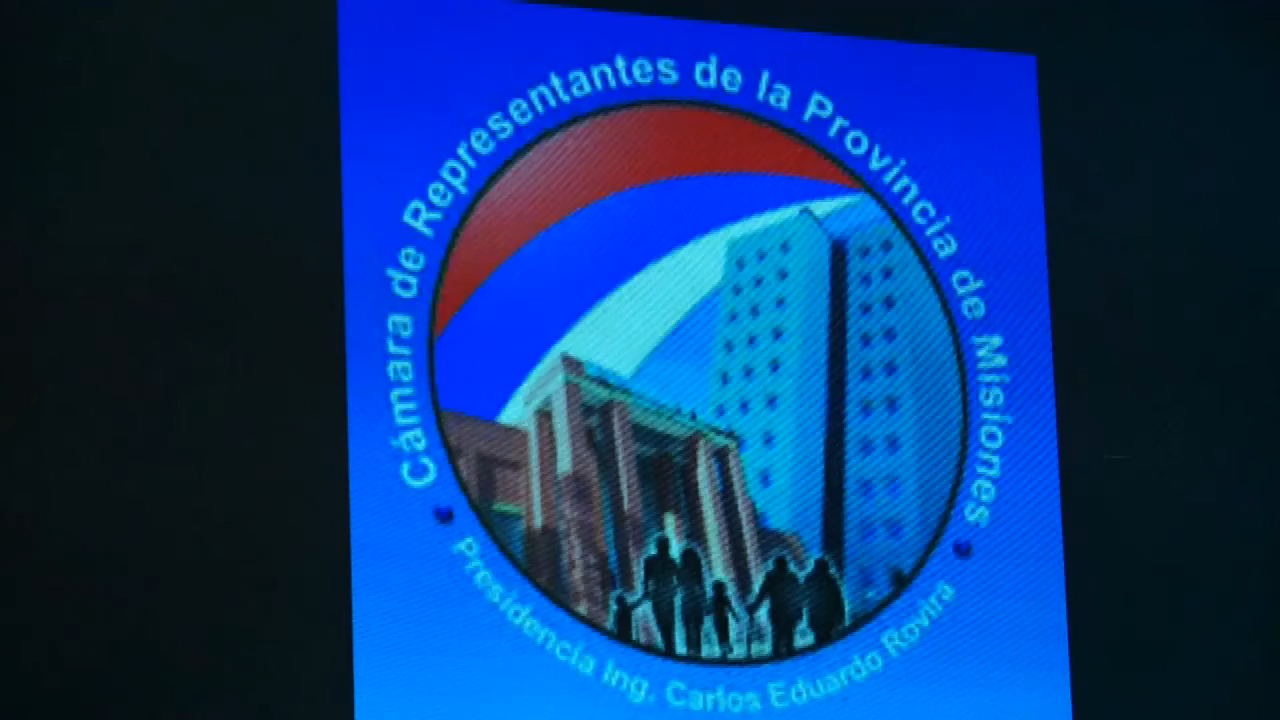 Cámara de Representantes de la Provincia de Misiones
Presidencia Ing. Carlos Eduardo Rovira